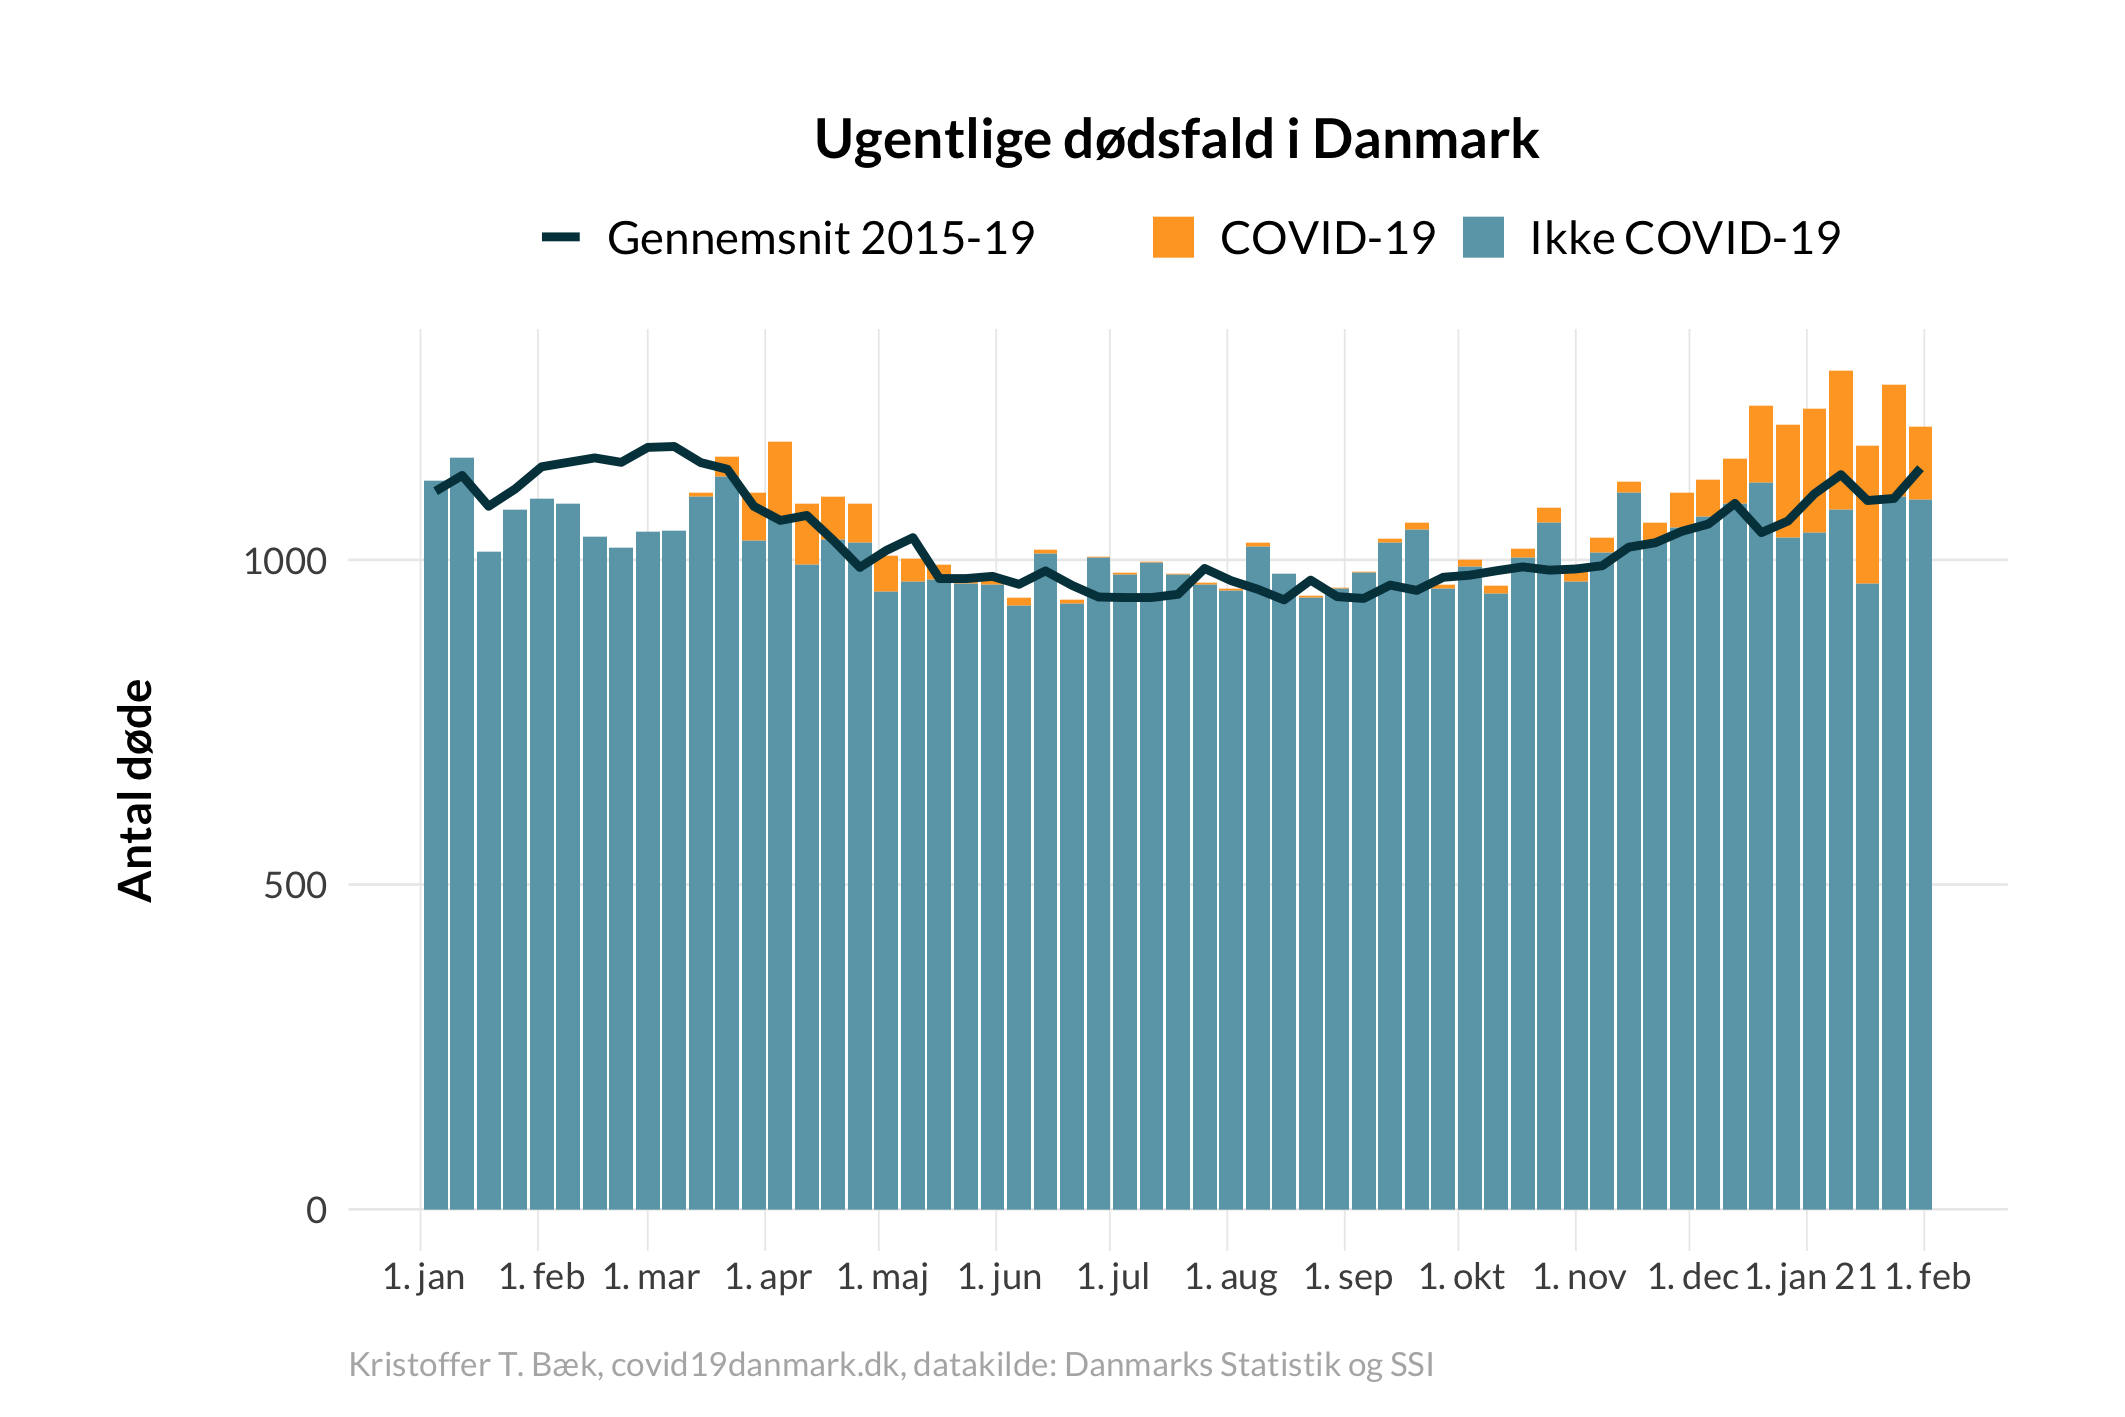 Ugentlige dødsfald i Danmark
Gennemsnit 2015-19 COVID-19 Ikke COVID-19
Antal døde
1000
500
0
1. jan 1. feb 1. mar 1. apr 1. maj 1. jun 1. jul 1. aug 1. sep 1. okt 1. nov 1. dec 1. jan 21 1. feb
Kristoffer T. Bæk, covid19danmark.dk, datakilde: Danmarks Statistik og SSI